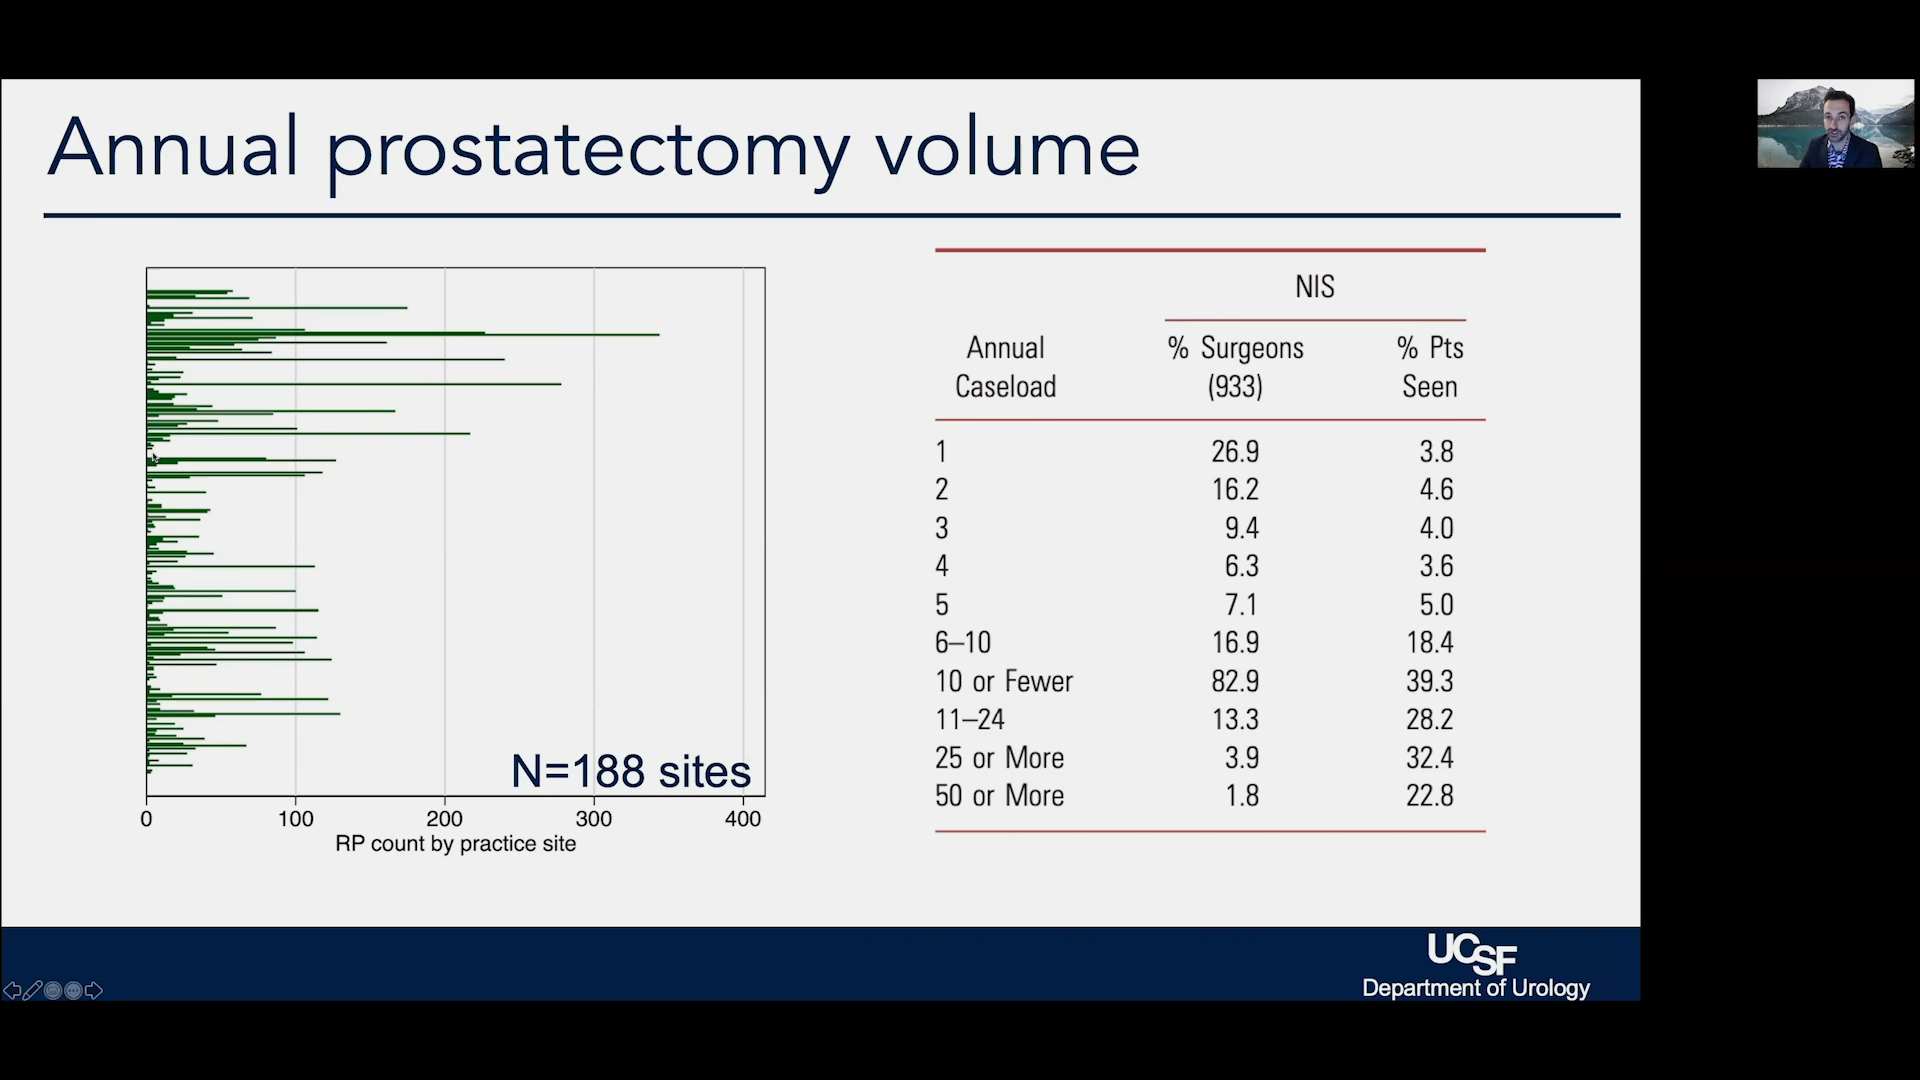 Annual prostatectomy volume
N=188 sites
0 100 200 300 400
RP count by practice site
NIS
Annual Caseload % Surgeons (933) % Pts Seen
1 26.9 3.8
2 16.2 4.6
3 9.4 4.0
4 6.3 3.6
5 7.1 5.0
6–10 16.9 18.4
10 or Fewer 82.9 39.3
11–24 13.3 28.2
25 or More 3.9 32.4
50 or More 1.8 22.8
UCSF
Department of Urology